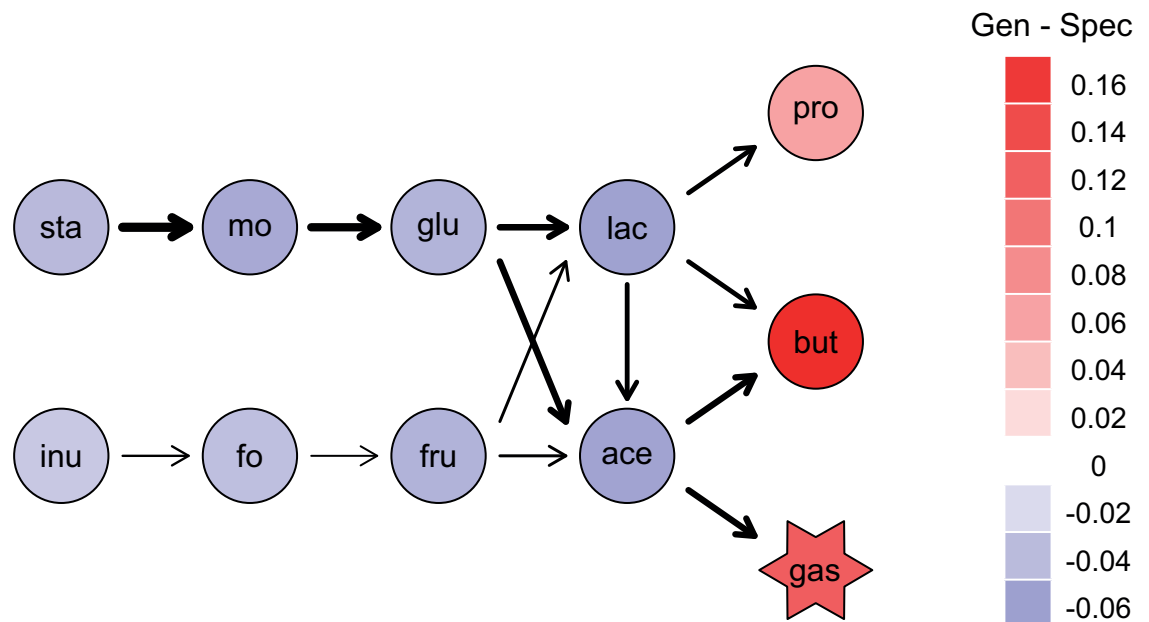 Gen - Spec
pro
0.16
0.14
0.12
sta
mo
glu
lac
0.1
0.08
0.06
but
0.04
0.02
inu
fo
fru
ace
0
-0.02
gas
-0.04
-0.06